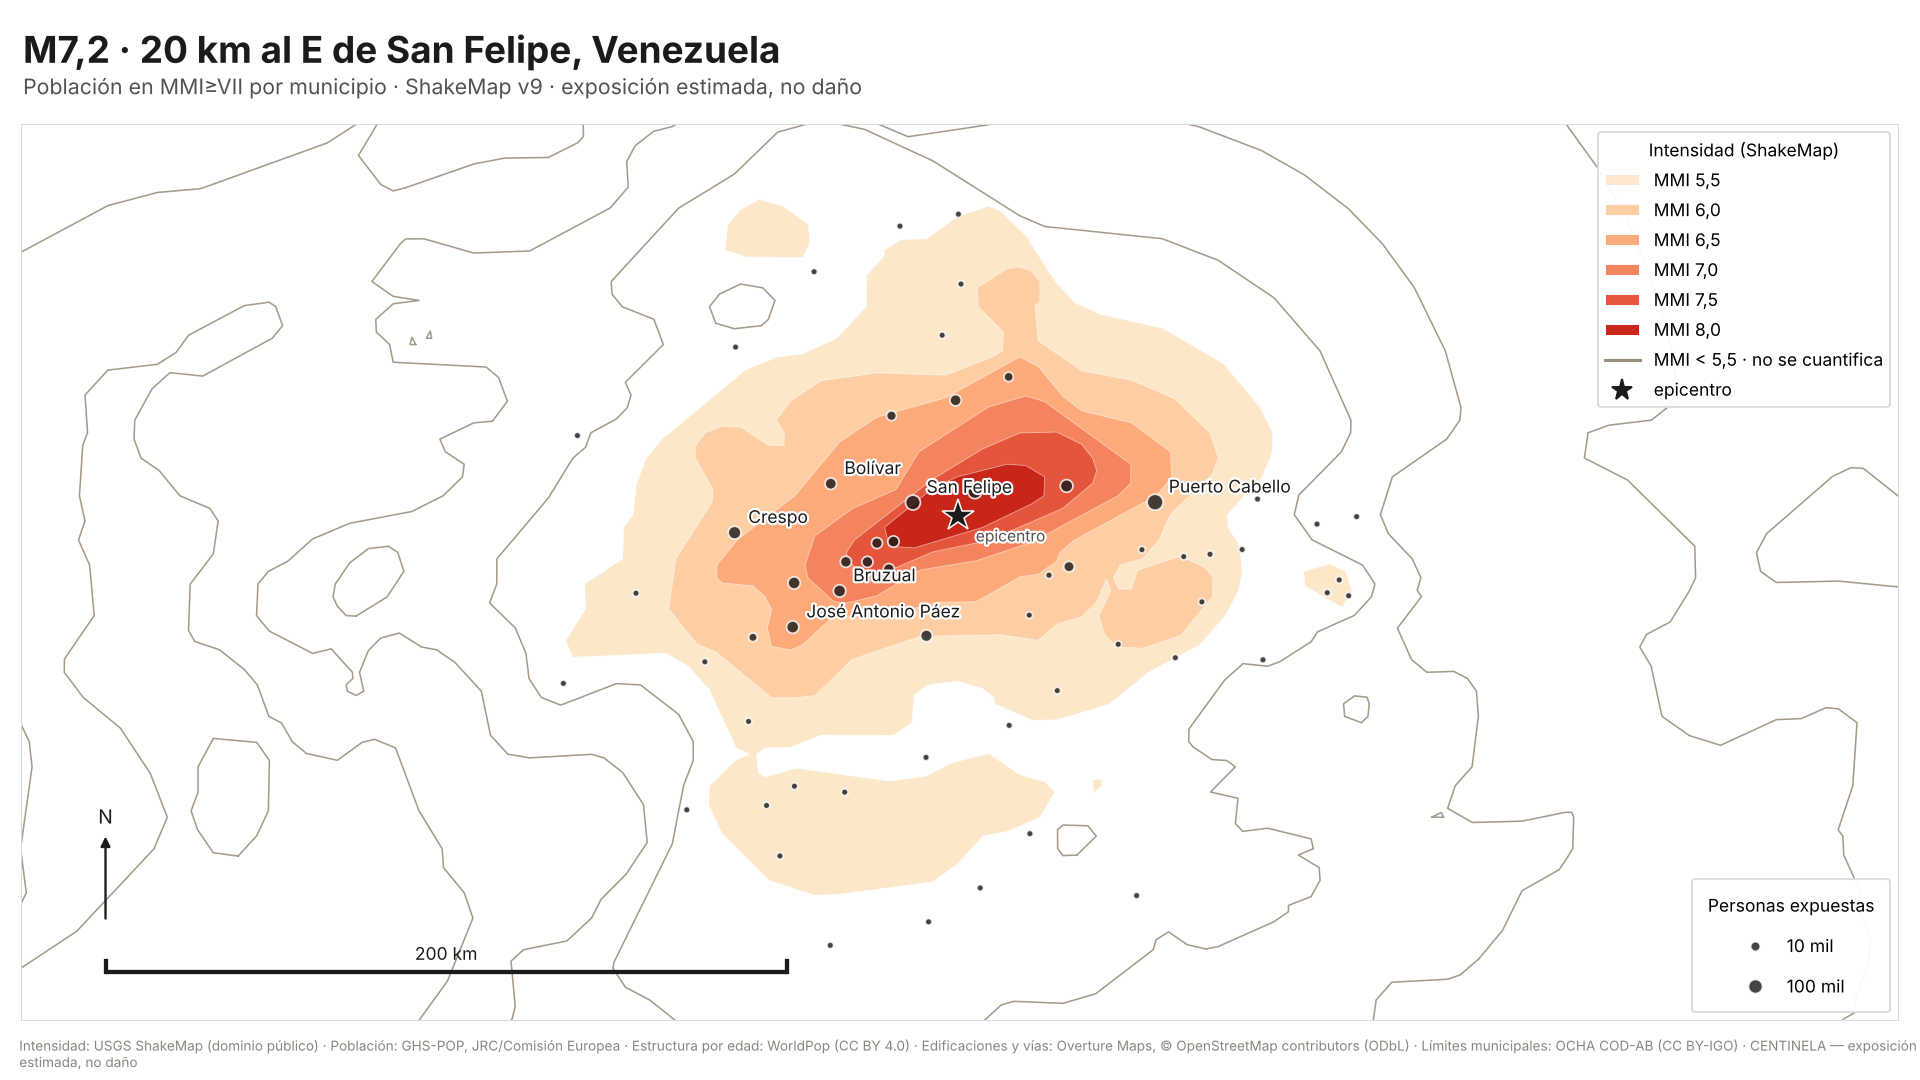 M7,2 · 20 km al E de San Felipe, Venezuela
Población en MMI≥VII por municipio · ShakeMap v9 · exposición estimada, no daño
Intensidad (ShakeMap)
MMI 5,5
MMI 6,0
MMI 6,5
MMI 7,0
MMI 7,5
MMI 8,0
MMI < 5,5 · no se cuantifica
epicentro
Bolívar
San Felipe
Puerto Cabello
Crespo
epicentro
Bruzual
José Antonio Páez
N
200 km
Personas expuestas
10 mil
100 mil
Intensidad: USGS ShakeMap (dominio público) · Población: GHS-POP, JRC/Comisión Europea · Estructura por edad: WorldPop (CC BY 4.0) · Edificaciones y vías: Overture Maps, © OpenStreetMap contributors (ODbL) · Límites municipales: OCHA COD-AB (CC BY-IGO) · CENTINELA — exposición
estimada, no daño